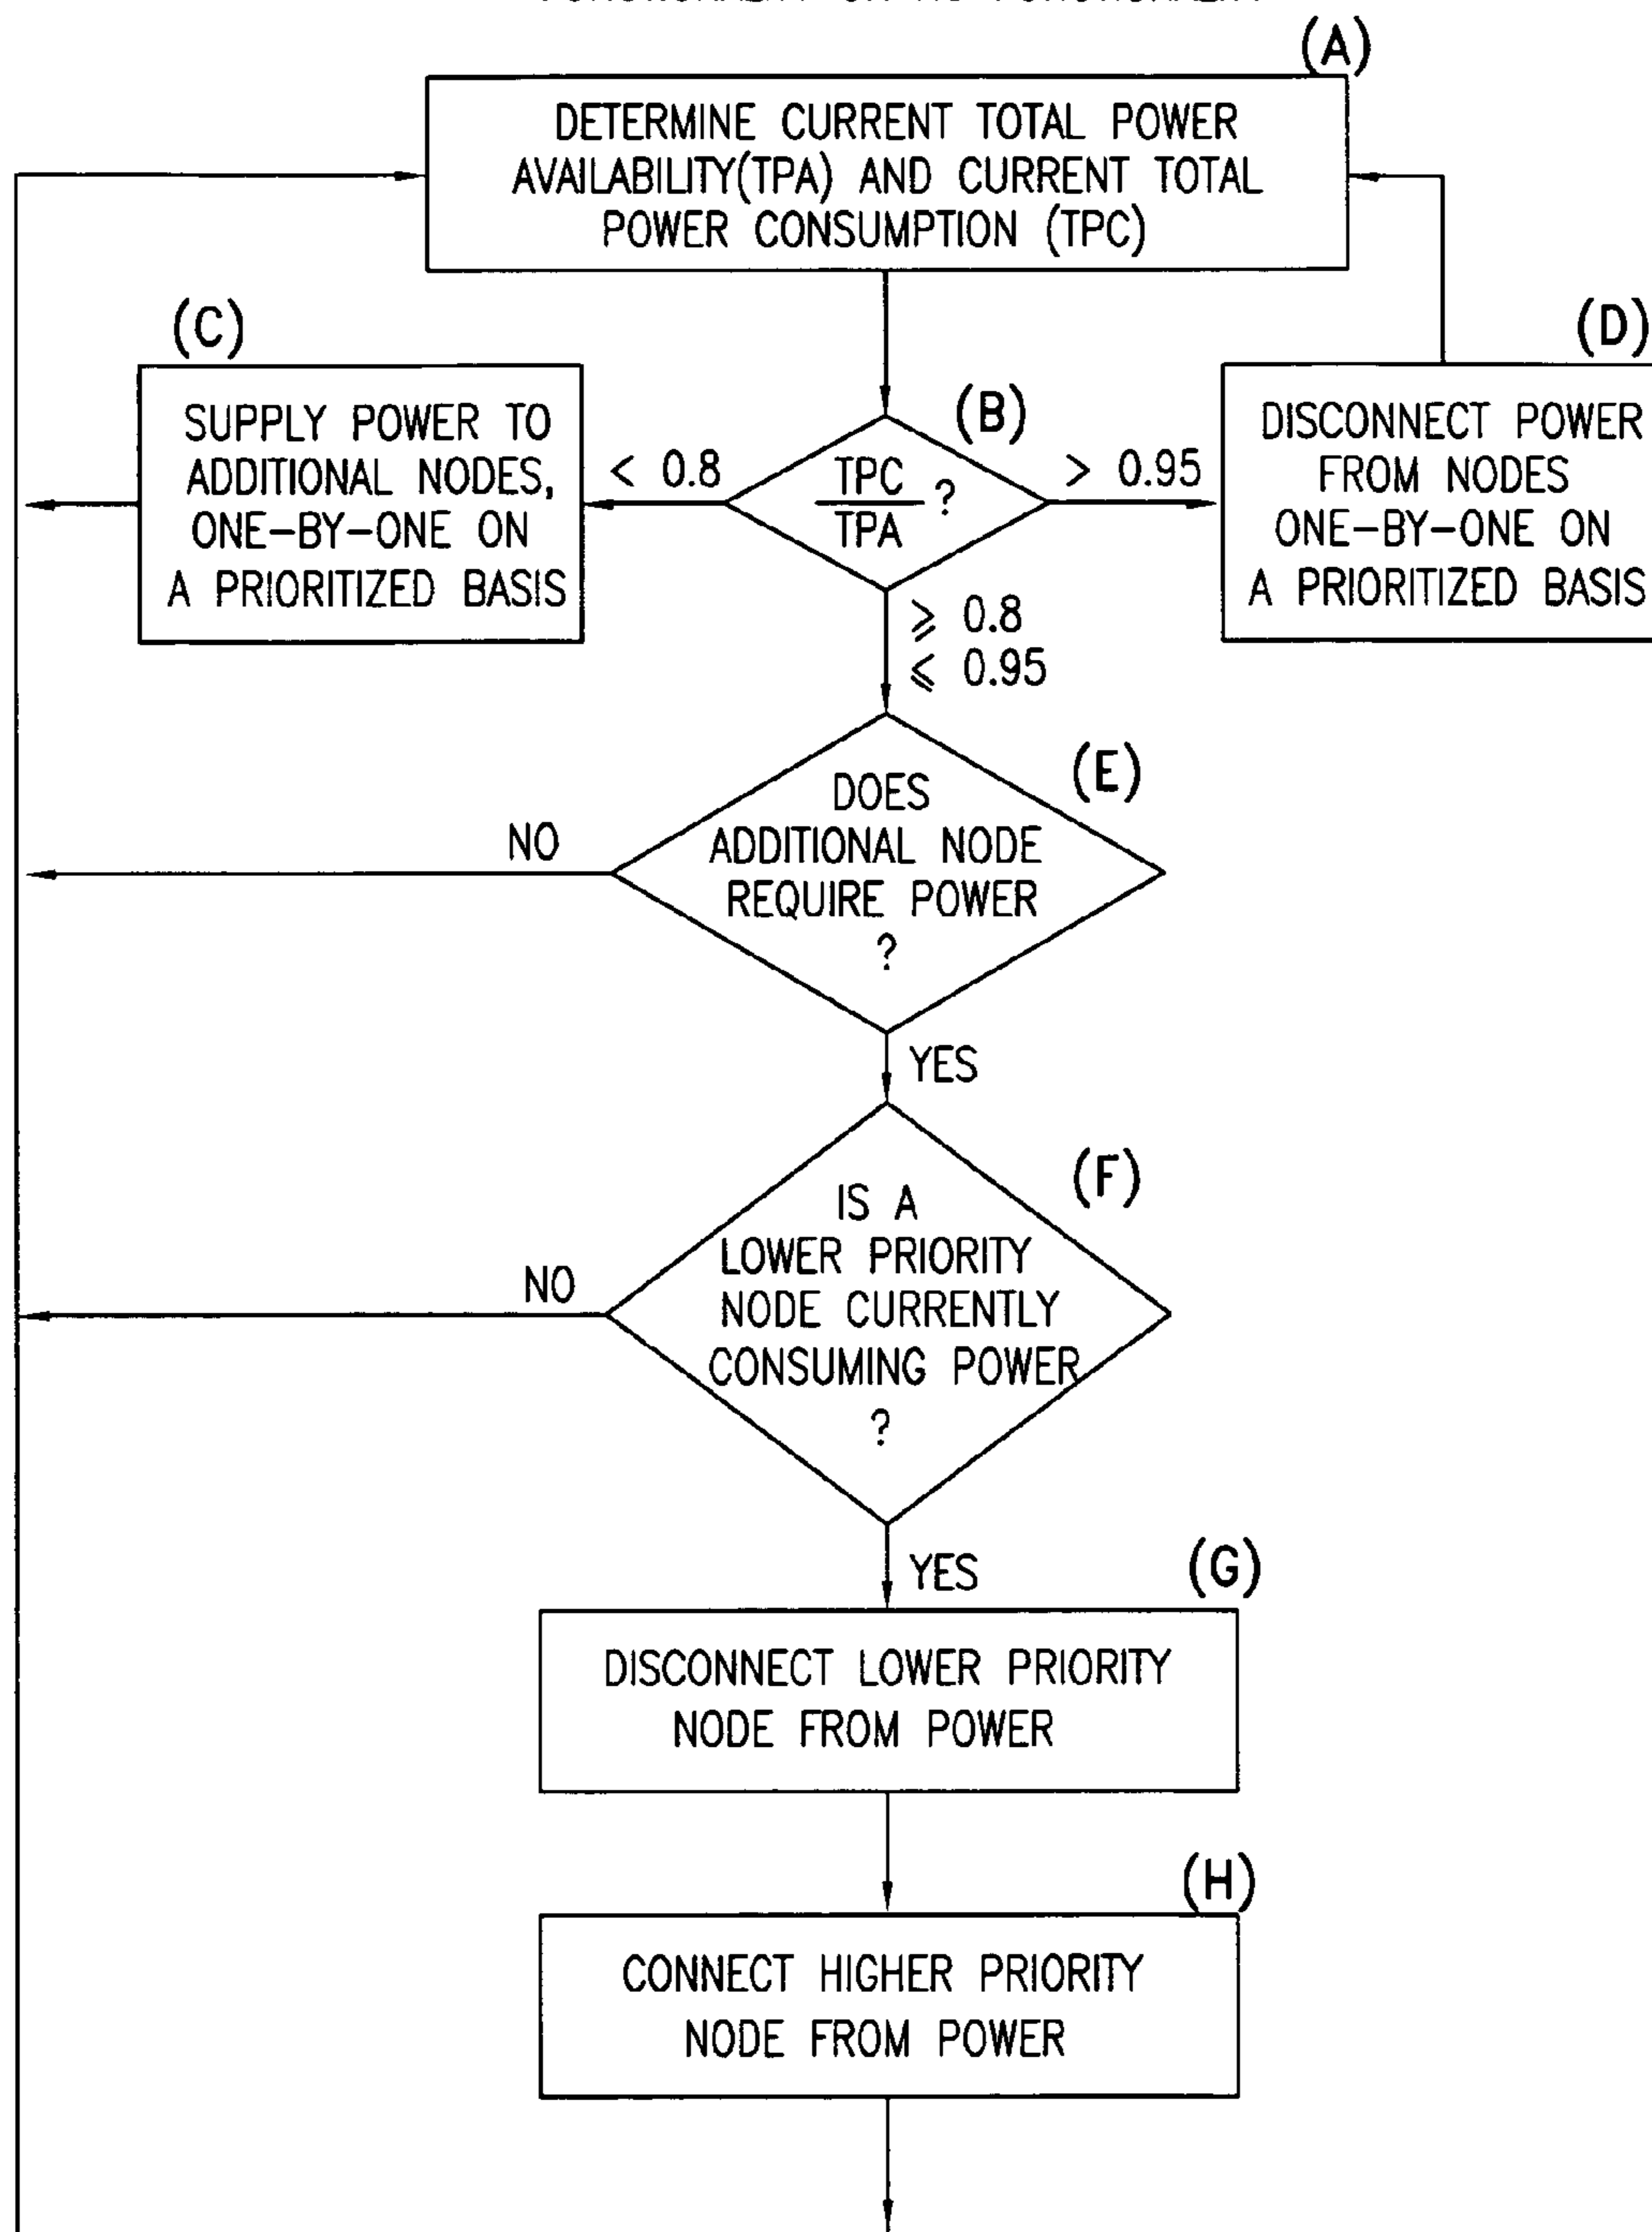 (A)
DETERMINE CURRENT TOTAL POWER
AVAILABILITY(TPA) AND CURRENT TOTAL
POWER CONSUMPTION (TPC)
(C)
SUPPLY POWER TO
ADDITIONAL NODES,
ONE-BY-ONE ON
A PRIORITIZED BASIS
< 0.8
(B)
TPC
TPA
?
> 0.95
(D)
DISCONNECT POWER
FROM NODES
ONE-BY-ONE ON
A PRIORITIZED BASIS
⩾ 0.8
⩽ 0.95
(E)
DOES
ADDITIONAL NODE
REQUIRE POWER
?
NO
YES
(F)
IS A
LOWER PRIORITY
NODE CURRENTLY
CONSUMING POWER
?
NO
YES
(G)
DISCONNECT LOWER PRIORITY
NODE FROM POWER
(H)
CONNECT HIGHER PRIORITY
NODE FROM POWER